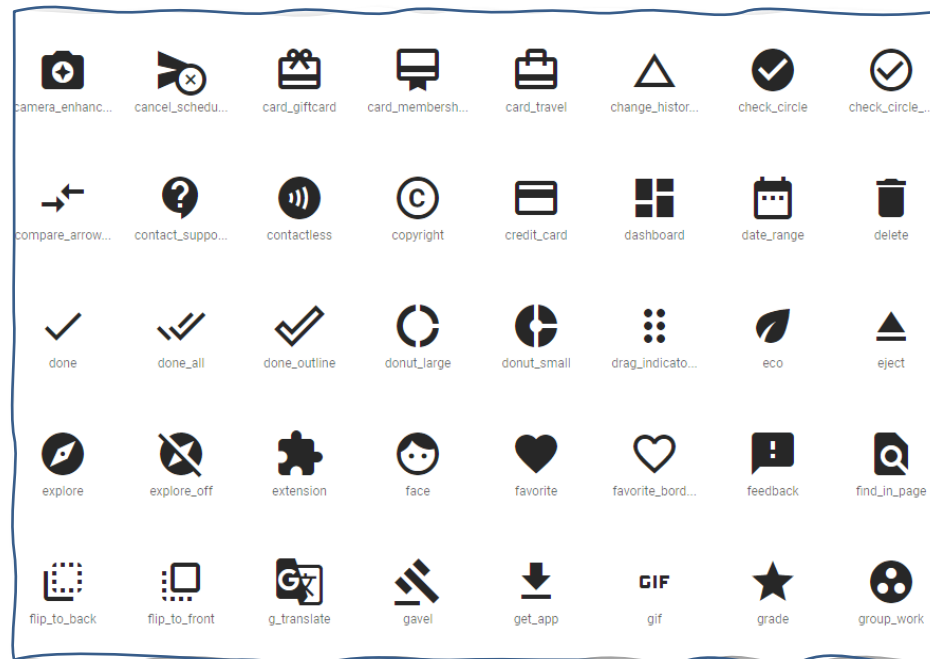 camera_enhanc... cancel_schedu... card_giftcard card_membersh... card_travel change_histor... check_circle check_circle_...
compare_arrow... contact_suppo... contactless copyright credit_card dashboard date_range delete
done done_all done_outline donut_large donut_small drag_indicato... eco eject
explore explore_off extension face favorite favorite_bord... feedback find_in_page
G 文 GIF
flip_to_back flip_to_front g_translate gavel get_app gif grade group_work